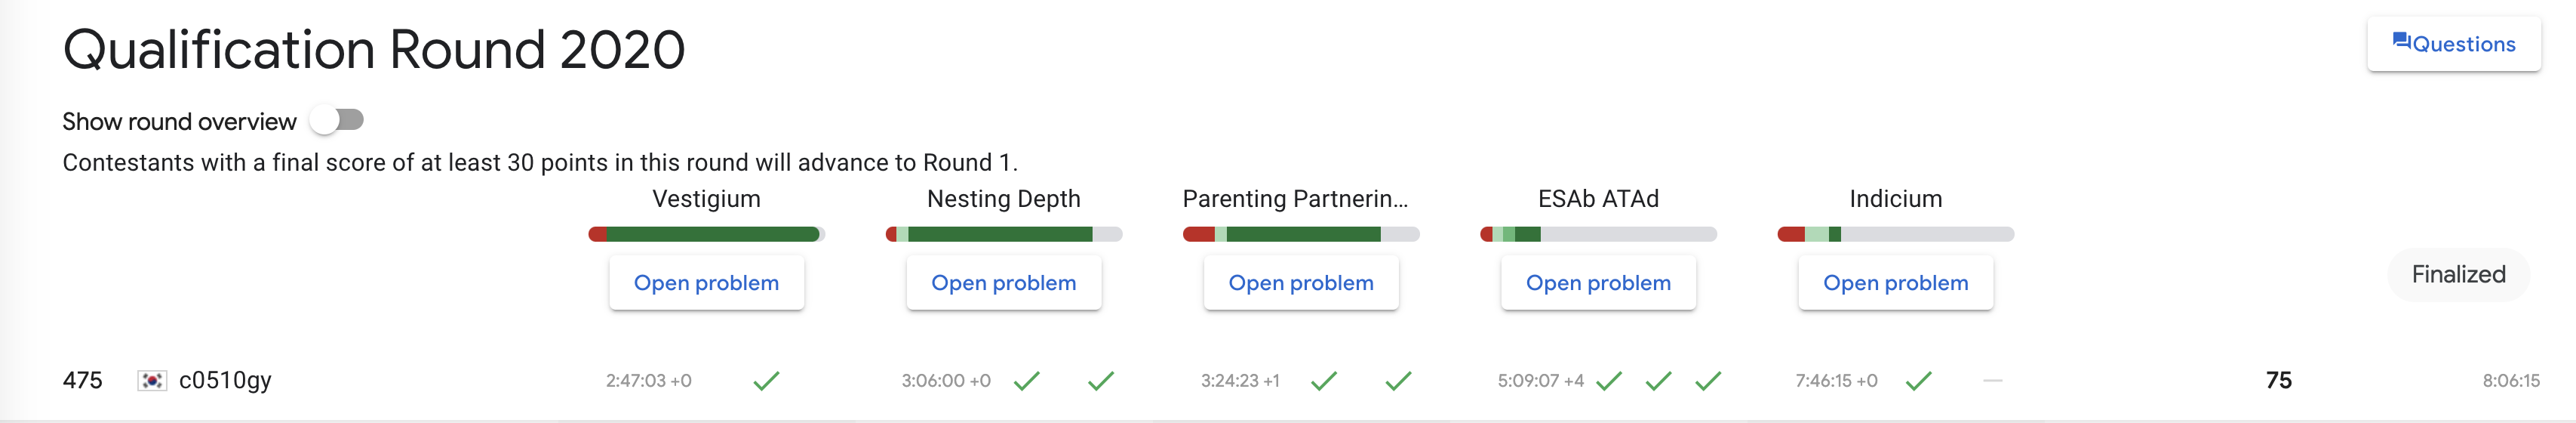 Qualification Round 2020
Questions
Show round overview
Contestants with a final score of at least 30 points in this round will advance to Round 1.
Vestigium Nesting Depth Parenting Partnerin... ESAb ATAd Indicium
Open problem Open problem Open problem Open problem Open problem
Finalized
475 c0510gy 2:47:03 +0 3:06:00 +0 3:24:23 +1 5:09:07 +4 7:46:15 +0 75 8:06:15